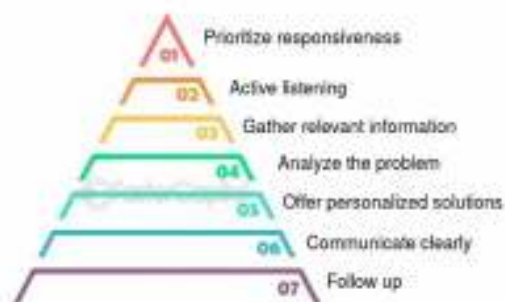 01 Prioritize responsiveness
02 Active listening
03 Gather relevant information
04 Analyze the problem
05 Offer personalized solutions
06 Communicate clearly
07 Follow up